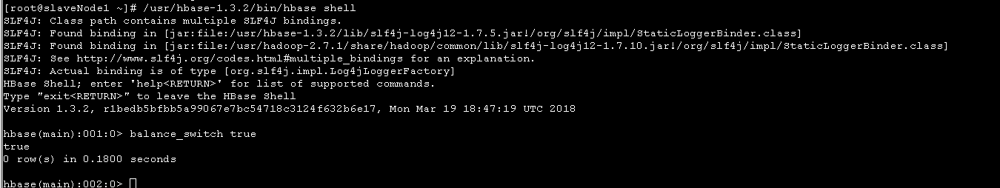 [root@slaveNode1 ~]# /usr/hbase-1.3.2/bin/hbase shell
SLF4J: Class path contains multiple SLF4J bindings.
SLF4J: Found binding in [jar:file:/usr/hbase-1.3.2/lib/slf4j-log4j12-1.7.5.jar!/org/slf4j/impl/StaticLoggerBinder.class]
SLF4J: Found binding in [jar:file:/usr/hadoop-2.7.1/share/hadoop/common/lib/slf4j-log4j12-1.7.10.jar!/org/slf4j/impl/StaticLoggerBinder.class]
SLF4J: See http://www.slf4j.org/codes.html#multiple_bindings for an explanation.
SLF4J: Actual binding is of type [org.slf4j.impl.Log4jLoggerFactory]
HBase Shell; enter 'help<RETURN>' for list of supported commands.
Type "exit<RETURN>" to leave the HBase Shell
Version 1.3.2, r1bedb5bfbb5a99067e7bc54718c3124f632b6e17, Mon Mar 19 18:47:19 UTC 2018
hbase(main):001:0> balance_switch true
true
0 row(s) in 0.1800 seconds
hbase(main):002:0>